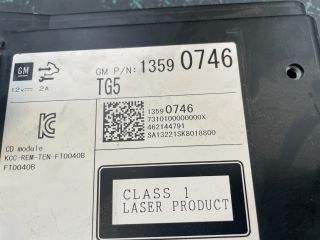 GM
GM P/N: 1359 0746
TG5
12V⎓ 2A
1359 0746
7310100000000X
462144791
SA13221SKB018800
CD module
KCC-REM-TEN-FT0040B
FT0040B
CLASS 1
LASER PRODUCT